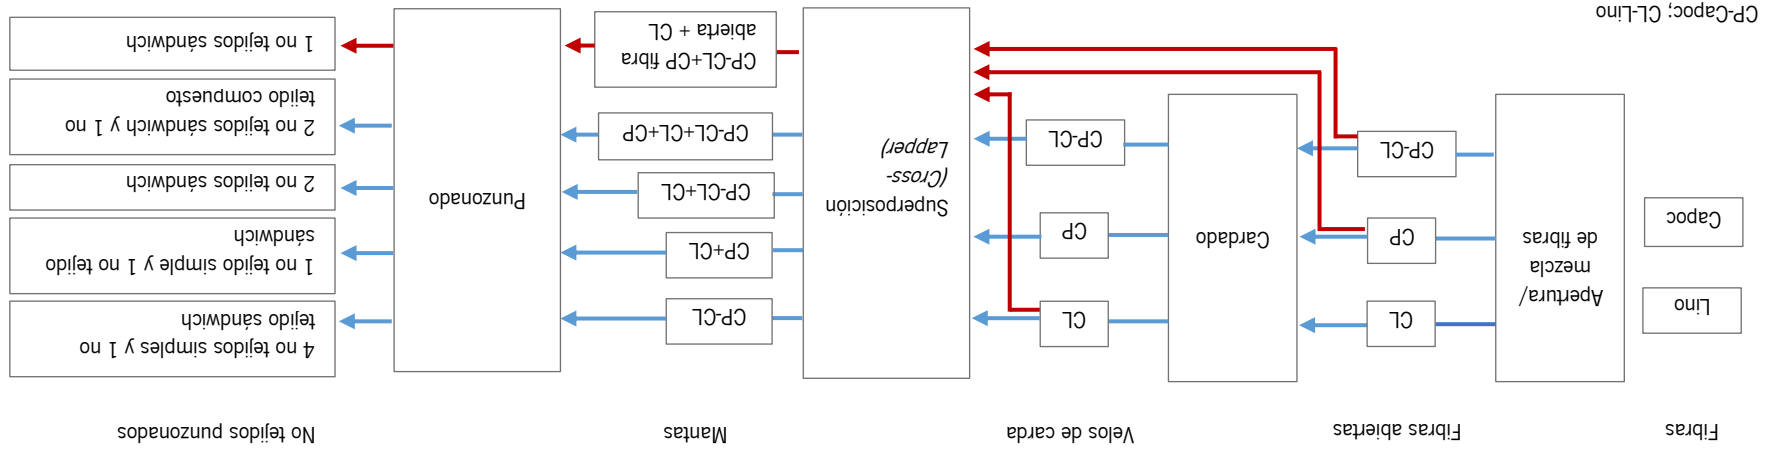 Fibras
Fibras abiertas
Velos de carda
Mantas
No tejidos punzonados
Lino
Capoc
Apertura/
mezcla
de fibras
CL
CP
CP-CL
Cardado
CL
CP
CP-CL
Superposición
(Cross-
Lapper)
CP-CL
CP+CL
CP-CL+CL
CP-CL+CL+CP
CP-CL+CP fibra
abierta + CL
Punzonado
4 no tejidos simples y 1 no
tejido sándwich
1 no tejido simple y 1 no tejido
sándwich
2 no tejidos sándwich
2 no tejidos sándwich y 1 no
tejido compuesto
1 no tejidos sándwich
CP-Capoc; CL-Lino